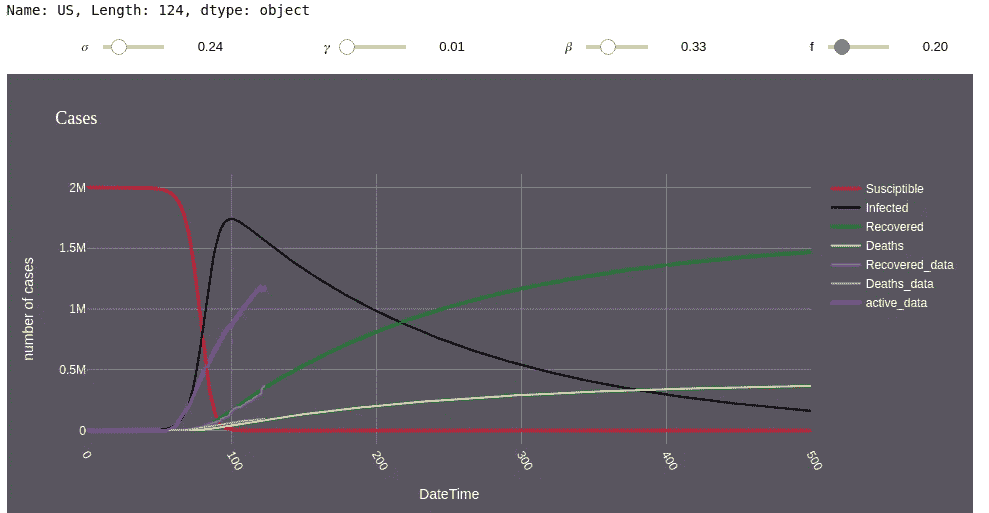 Name: US, Length: 124, dtype: object
σ 0.24 γ 0.01 β 0.33 f 0.20
Cases
2M
1.5M
1M
0.5M
0
number of cases
0 100 200 300 400 500
DateTime
Susciptible
Infected
Recovered
Deaths
Recovered_data
Deaths_data
active_data